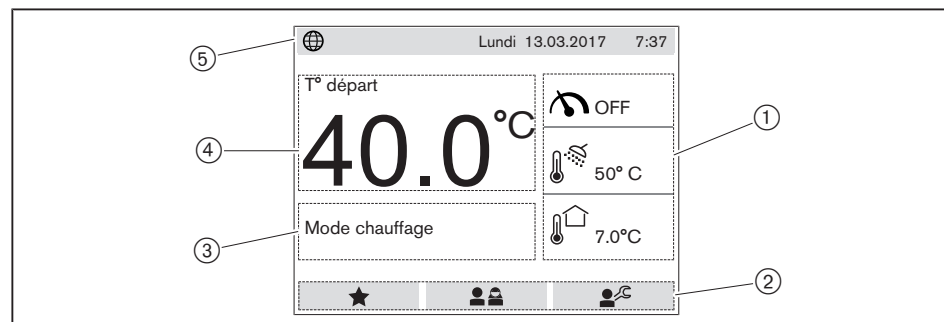 Lundi 13.03.2017 7:37
T° départ
40.0°C
OFF
50° C
7.0°C
Mode chauffage
1
2
3
4
5